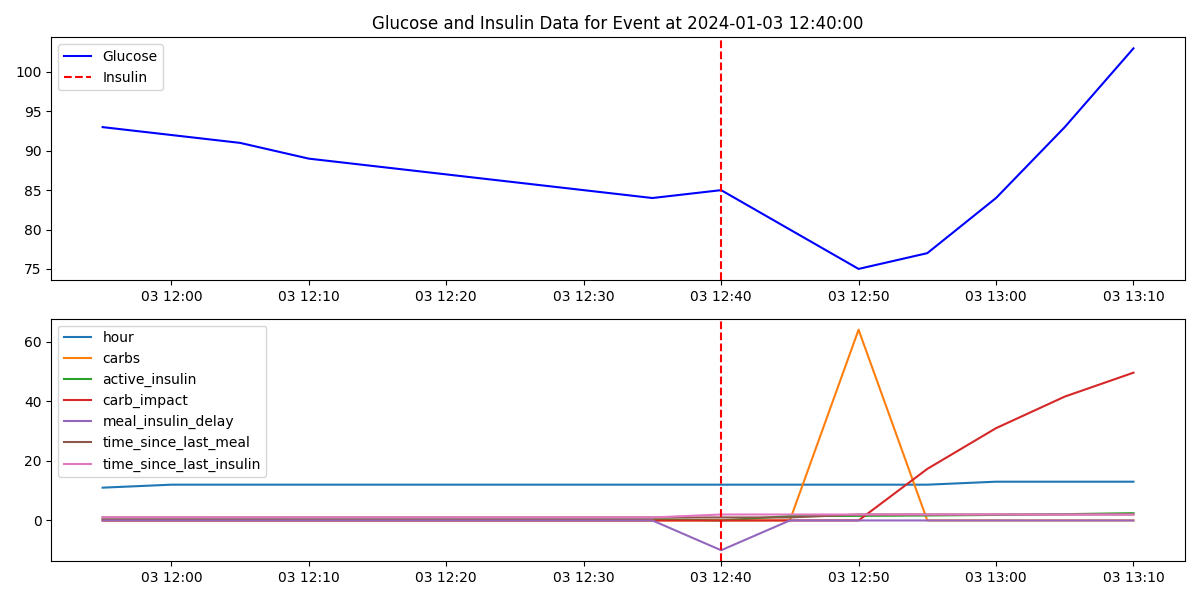 Glucose and Insulin Data for Event at 2024-01-03 12:40:00
Glucose
Insulin
100
95
90
85
80
75
03 12:00 03 12:10 03 12:20 03 12:30 03 12:40 03 12:50 03 13:00 03 13:10
hour
carbs
active_insulin
carb_impact
meal_insulin_delay
time_since_last_meal
time_since_last_insulin
60
40
20
0
03 12:00 03 12:10 03 12:20 03 12:30 03 12:40 03 12:50 03 13:00 03 13:10